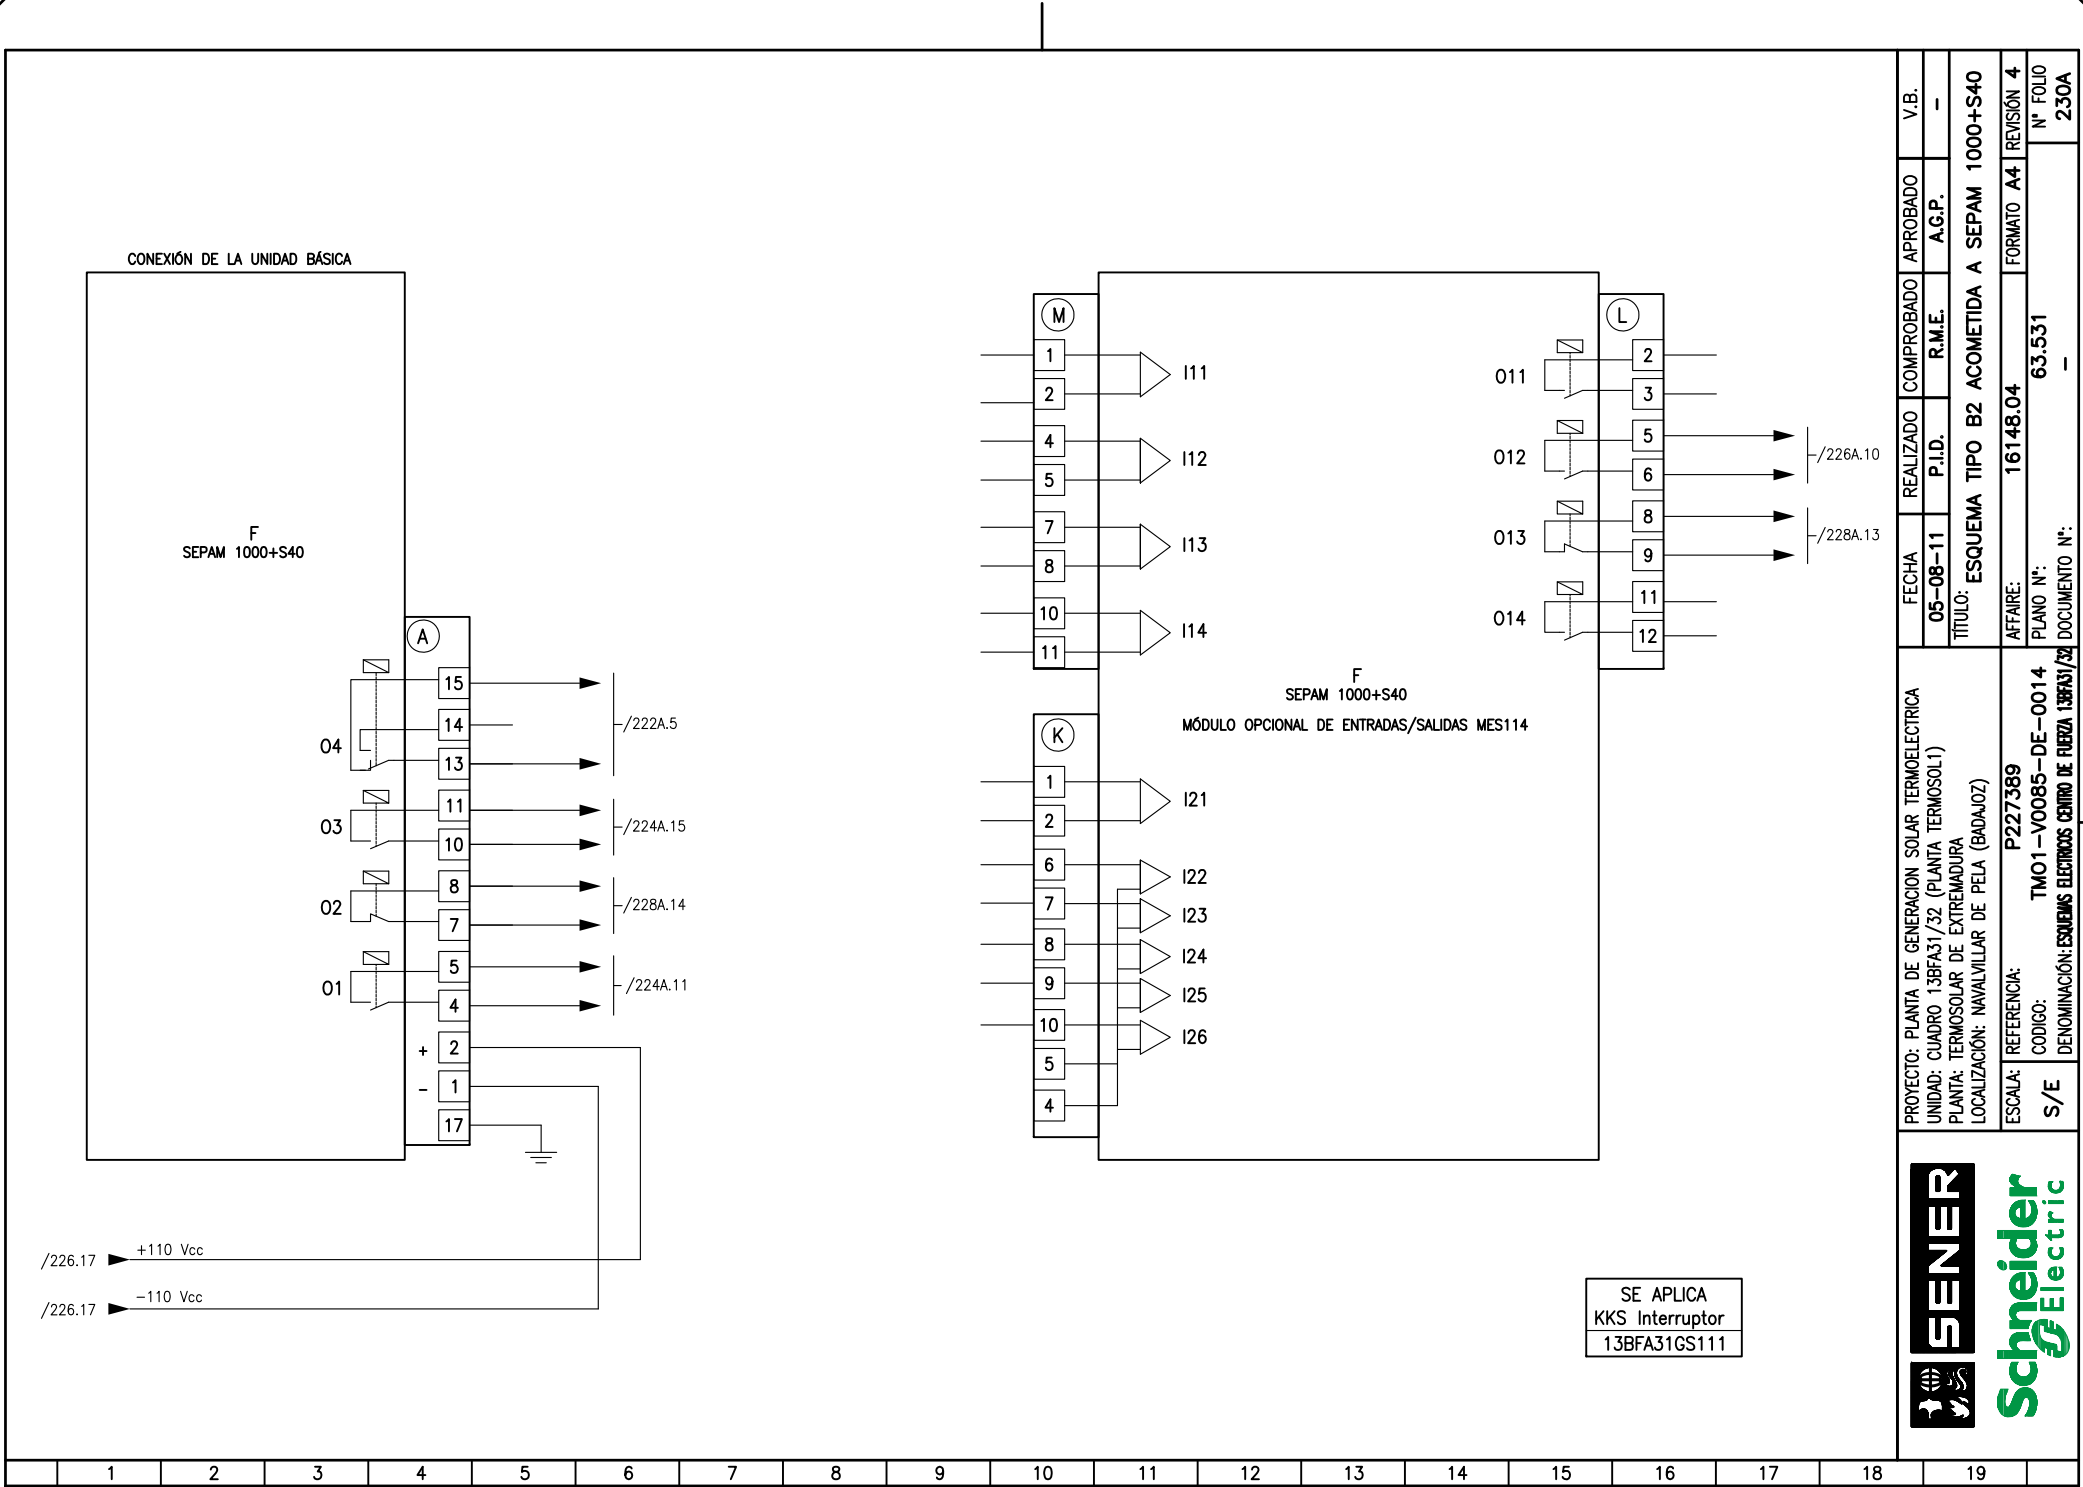 CONEXIÓN DE LA UNIDAD BÁSICA
F
SEPAM 1000+S40
A
15
14
13
11
10
8
7
5
4
+ 2
- 1
17
O4
O3
O2
O1
/222A.5
/224A.15
/228A.14
/224A.11
/226.17 +110 Vcc
/226.17 -110 Vcc
M
1
2
4
5
7
8
10
11
I11
I12
I13
I14
K
1
2
6
7
8
9
10
5
4
I21
I22
I23
I24
I25
I26
F
SEPAM 1000+S40
MÓDULO OPCIONAL DE ENTRADAS/SALIDAS MES114
L
2
3
5
6
8
9
11
12
O11
O12
O13
O14
/226A.10
/228A.13
SE APLICA
KKS Interruptor
13BFA31GS111
1 2 3 4 5 6 7 8 9 10 11 12 13 14 15 16 17 18 19
SENER
Schneider
Electric
PROYECTO: PLANTA DE GENERACION SOLAR TERMOELECTRICA
UNIDAD: CUADRO 13BFA31/32 (PLANTA TERMOSOL1)
PLANTA: TERMOSOLAR DE EXTREMADURA
LOCALIZACIÓN: NAVALVILLAR DE PELA (BADAJOZ)
ESCALA:
S/E
REFERENCIA: P227389
CODIGO: TM01-V0085-DE-0014
DENOMINACIÓN: ESQUEMAS ELECTRICOS CENTRO DE FUERZA 13BFA31/32
FECHA REALIZADO COMPROBADO APROBADO V.B.
05-08-11 P.I.D. R.M.E. A.G.P. -
TÍTULO: ESQUEMA TIPO B2 ACOMETIDA A SEPAM 1000+S40
AFFAIRE: 16148.04 FORMATO A4 REVISIÓN 4
PLANO Nº: 63.531
DOCUMENTO Nº: -
Nº FOLIO
230A